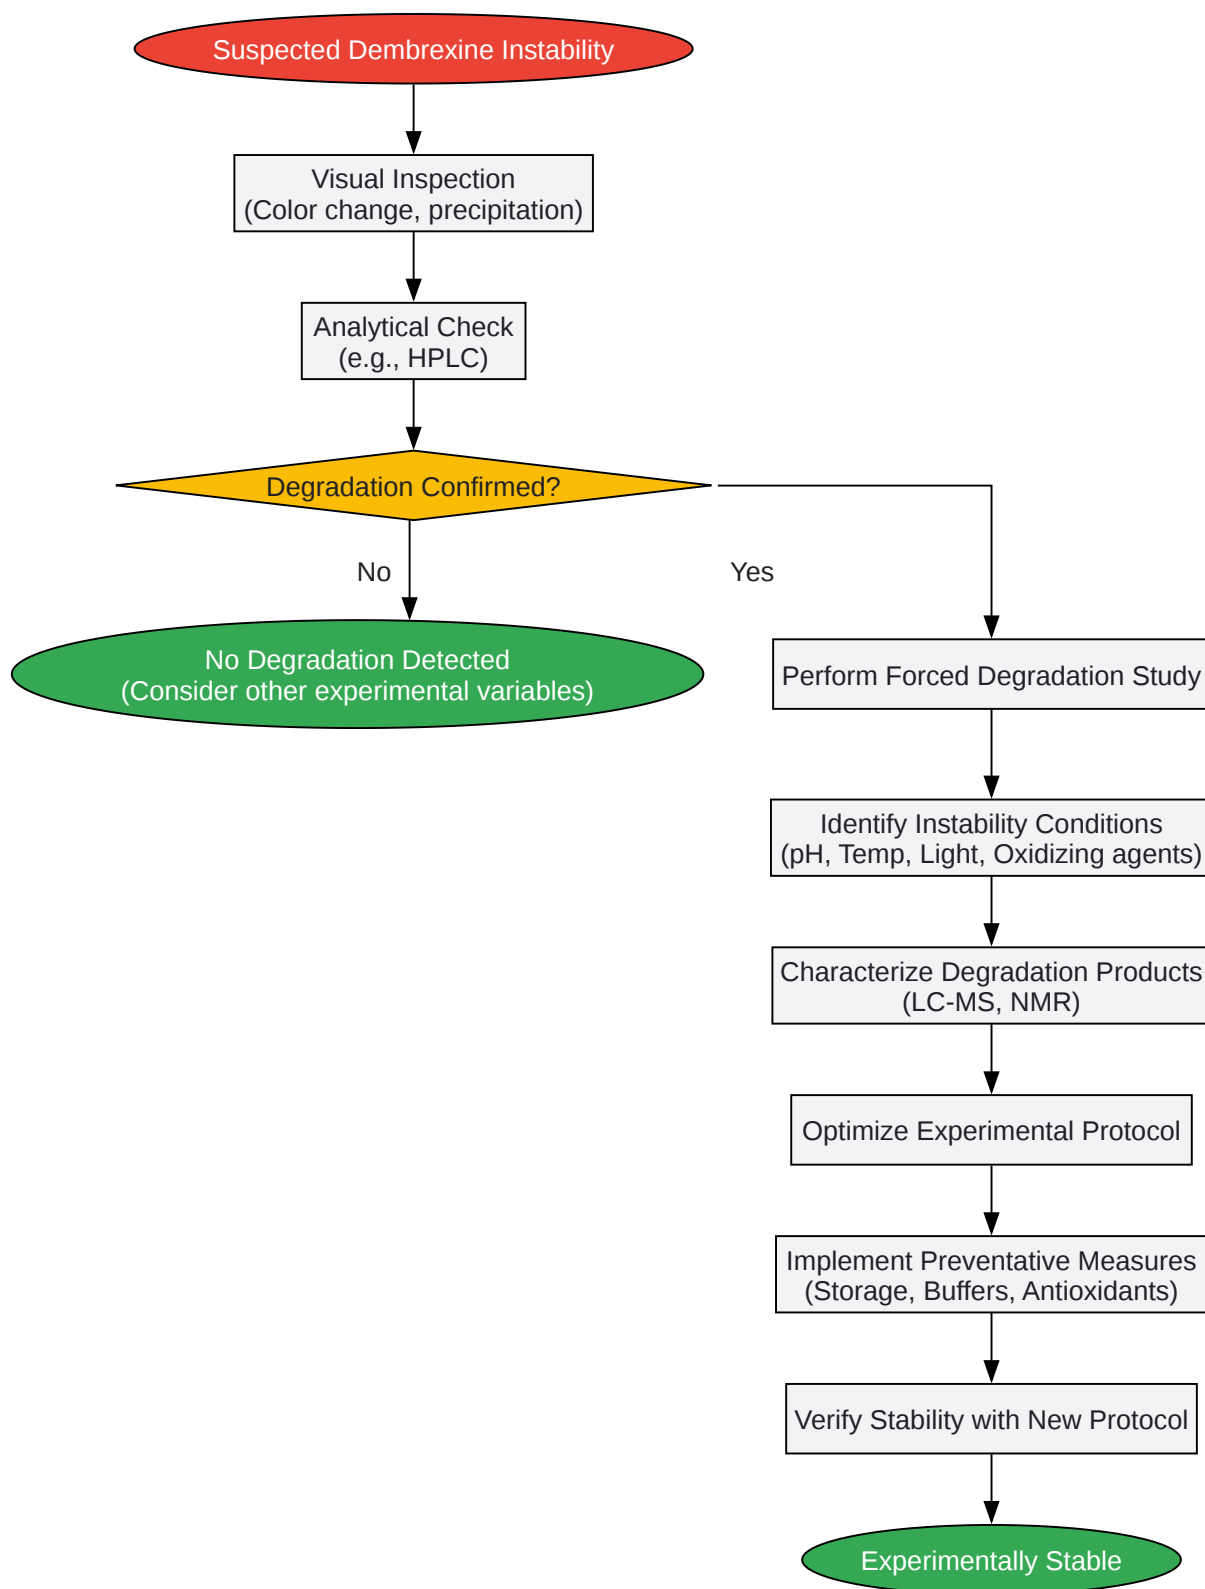 Suspected Dembrexine Instability
Visual Inspection
(Color change, precipitation)
Analytical Check
(e.g., HPLC)
Degradation Confirmed?
No
Yes
No Degradation Detected
(Consider other experimental variables)
Perform Forced Degradation Study
Identify Instability Conditions
(pH, Temp, Light, Oxidizing agents)
Characterize Degradation Products
(LC-MS, NMR)
Optimize Experimental Protocol
Implement Preventative Measures
(Storage, Buffers, Antioxidants)
Verify Stability with New Protocol
Experimentally Stable